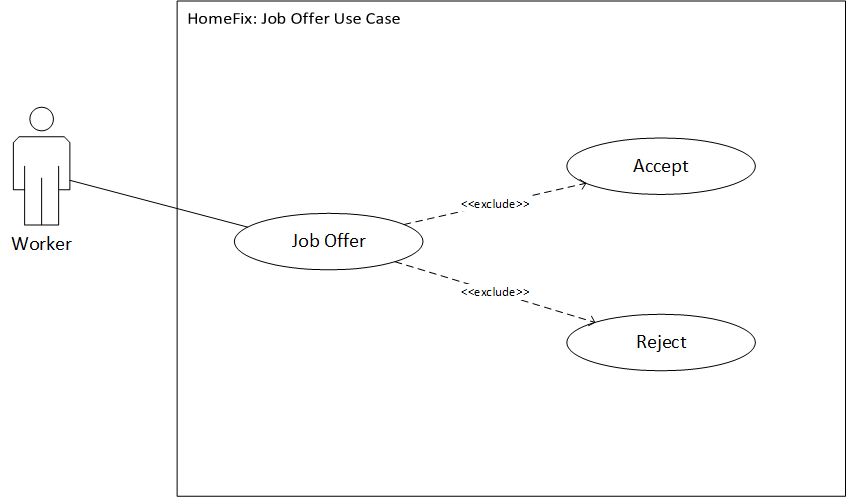 HomeFix: Job Offer Use Case
Accept
<<exclude>>
Worker
Job Offer
<<exclude>>
Reject